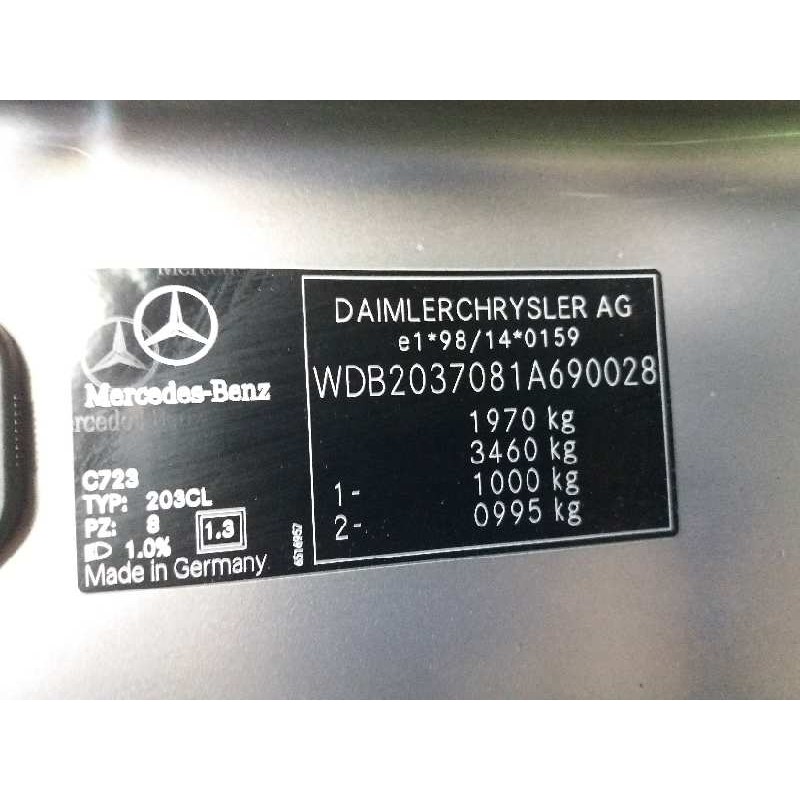 Mercedes-Benz
C723
TYP: 203CL
PZ: 8
1.3
1.0%
Made in Germany
DAIMLERCHRYSLER AG
e1*98/14*0159
WDB2037081A690028
1970 kg
3460 kg
1- 1000 kg
2- 0995 kg